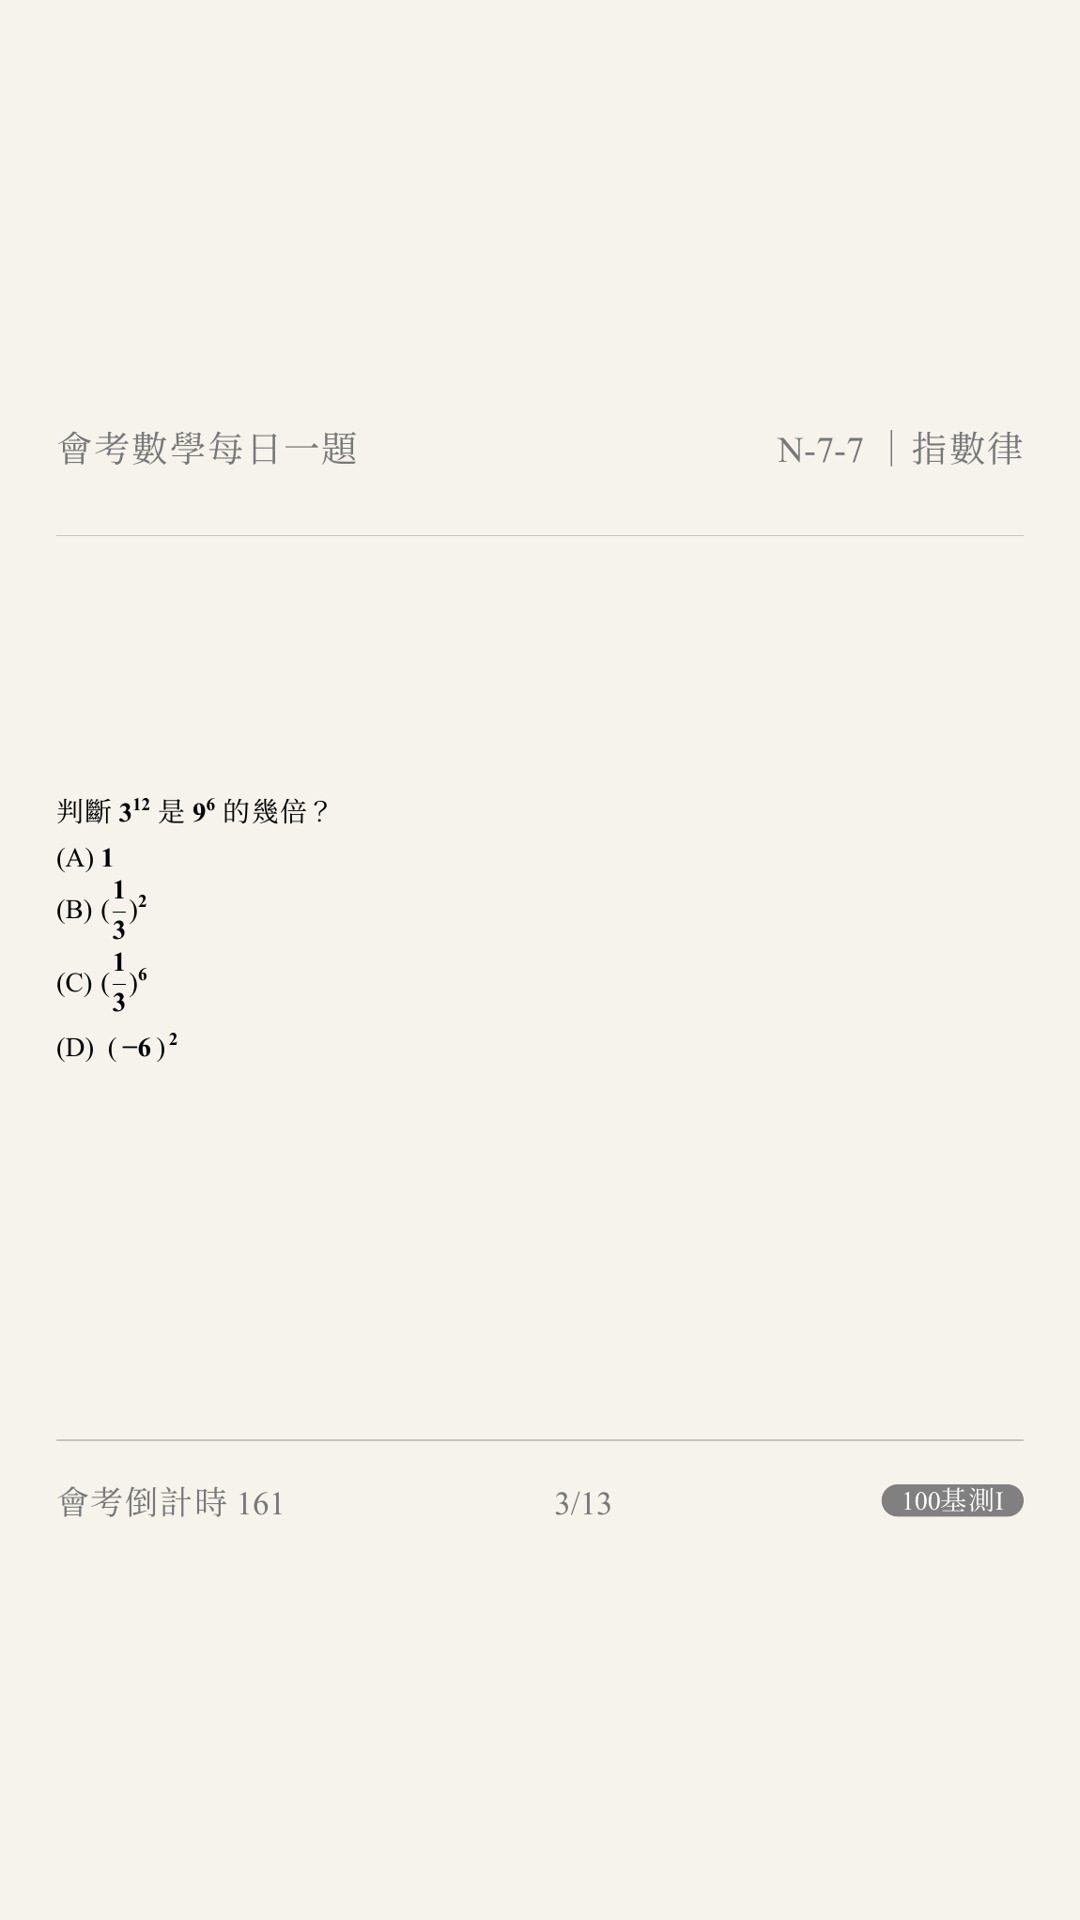 會考數學每日一題
N-7-7 ｜指數律
判斷 3¹² 是 9⁶ 的幾倍？
(A) 1
(B) (1/3)²
(C) (1/3)⁶
(D) (−6)²
會考倒計時 161
3/13
100基測I